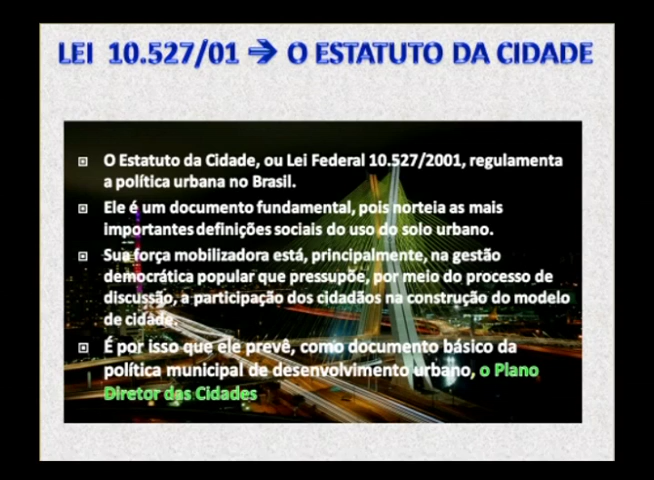 LEI 10.527/01 → O ESTATUTO DA CIDADE
O Estatuto da Cidade, ou Lei Federal 10.527/2001, regulamenta
a política urbana no Brasil.
Ele é um documento fundamental, pois norteia as mais
importantes definições sociais do uso do solo urbano.
Sua força mobilizadora está, principalmente, na gestão
democrática popular que pressupõe, por meio do processo de
discussão, a participação dos cidadãos na construção do modelo
de cidade.
É por isso que ele prevê, como documento básico da
política municipal de desenvolvimento urbano, o Plano
Diretor das Cidades